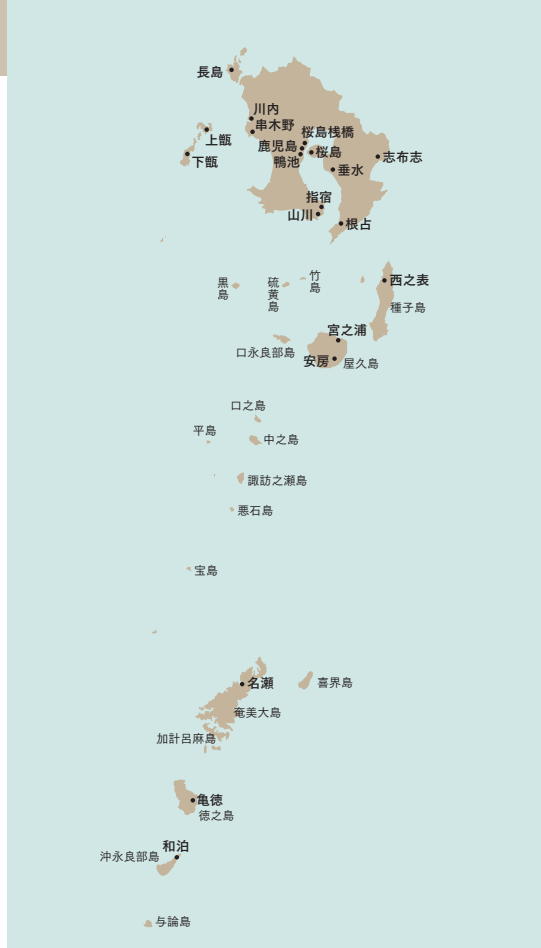 長島
川内
串木野
上甑
下甑
桜島桟橋
鹿児島
桜島
鴨池
志布志
垂水
指宿
山川
根占
黒島
硫黄島
竹島
西之表
種子島
宮之浦
口永良部島
安房
屋久島
口之島
平島
中之島
諏訪之瀬島
悪石島
宝島
名瀬
喜界島
奄美大島
加計呂麻島
亀徳
徳之島
和泊
沖永良部島
与論島